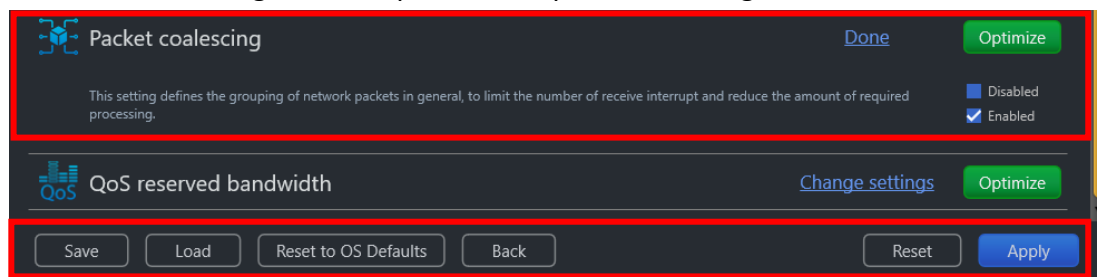 Packet coalescing
Done
Optimize
This setting defines the grouping of network packets in general, to limit the number of receive interrupt and reduce the amount of required
processing.
Disabled
Enabled
QoS
QoS reserved bandwidth
Change settings
Optimize
Save
Load
Reset to OS Defaults
Back
Reset
Apply